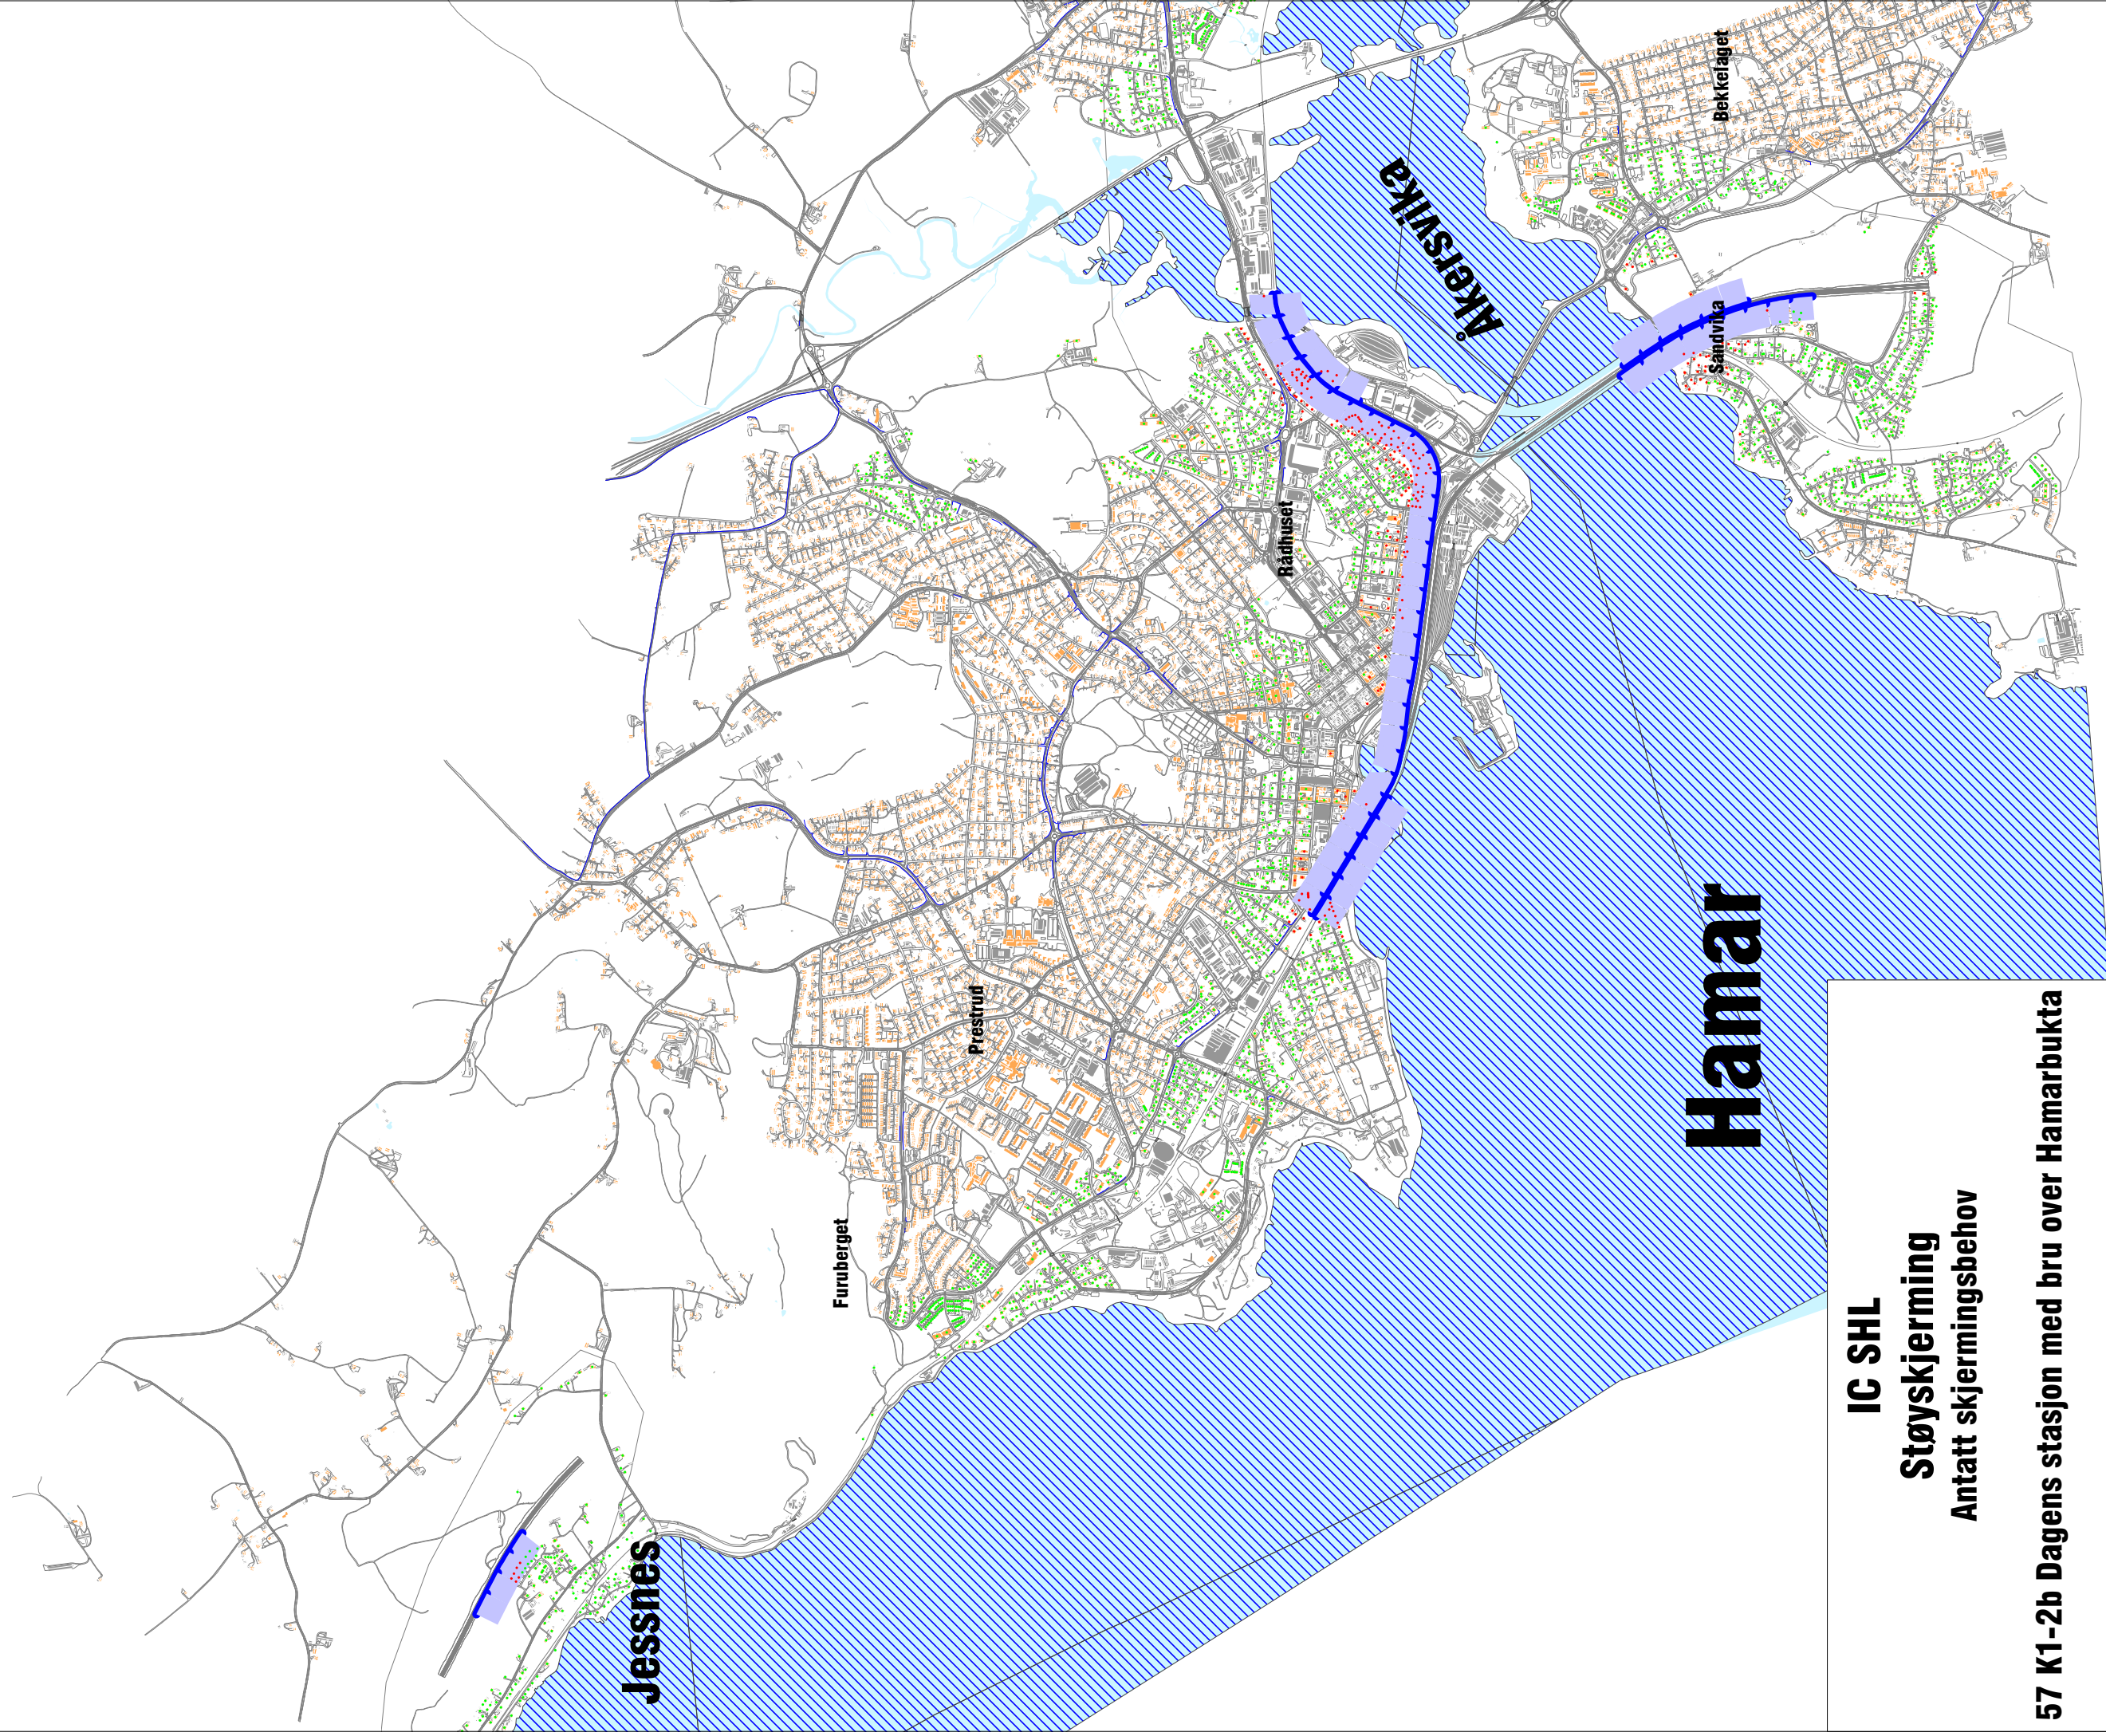 Bekkelaget
Åkersvika
Sandvika
Rådhuset
Hamar
Prestrud
Furuberget
Jessnes
IC SHL
Støyskjerming
Antatt skjermingsbehov
57 K1-2b Dagens stasjon med bru over Hamarbukta